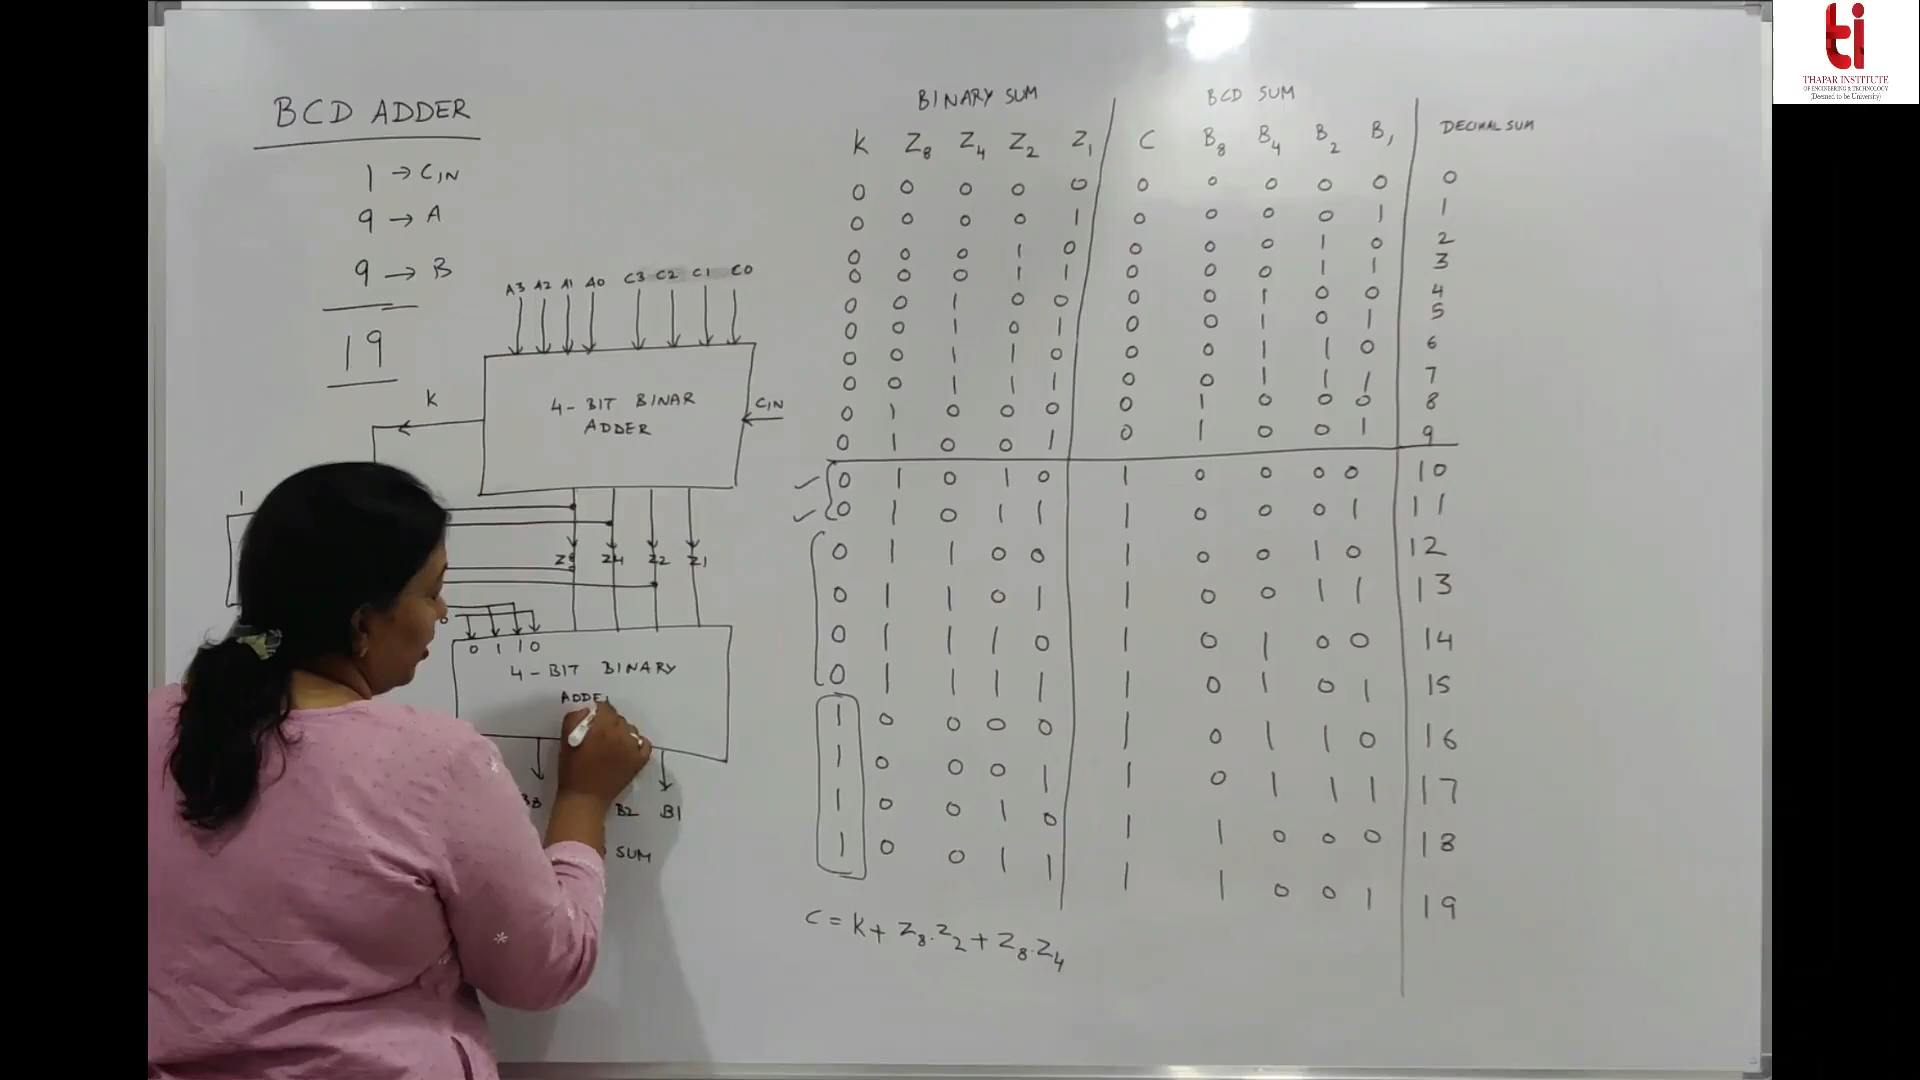 BCD ADDER
1 → CIN
9 → A
9 → B
19
A3 A2 A1 A0 C3 C2 C1 C0
K
4-BIT BINAR
ADDER
CIN
1
Z8 Z4 Z2 Z1
0
0 1 1 0
4-BIT BINARY
ADDE
B2 B1
SUM
BINARY SUM BCD SUM DECIMAL SUM
K Z8 Z4 Z2 Z1 C B8 B4 B2 B1
0 0 0 0 0 0 0 0 0 0 0
0 0 0 0 1 0 0 0 0 1 1
0 0 0 1 0 0 0 0 1 0 2
0 0 0 1 1 0 0 0 1 1 3
0 0 1 0 0 0 0 1 0 0 4
0 0 1 0 1 0 0 1 0 1 5
0 0 1 1 0 0 0 1 1 0 6
0 0 1 1 1 0 0 1 1 1 7
0 1 0 0 0 0 1 0 0 0 8
0 1 0 0 1 0 1 0 0 1 9
0 1 0 1 0 1 0 0 0 0 10
0 1 0 1 1 1 0 0 0 1 11
0 1 1 0 0 1 0 0 1 0 12
0 1 1 0 1 1 0 0 1 1 13
0 1 1 1 0 1 0 1 0 0 14
0 1 1 1 1 1 0 1 0 1 15
1 0 0 0 0 1 0 1 1 0 16
1 0 0 0 1 1 0 1 1 1 17
1 0 0 1 0 1 1 0 0 0 18
1 0 0 1 1 1 1 0 0 1 19
C = K + Z8.Z2 + Z8.Z4
ti
THAPAR INSTITUTE
OF ENGINEERING & TECHNOLOGY
(Deemed to be University)